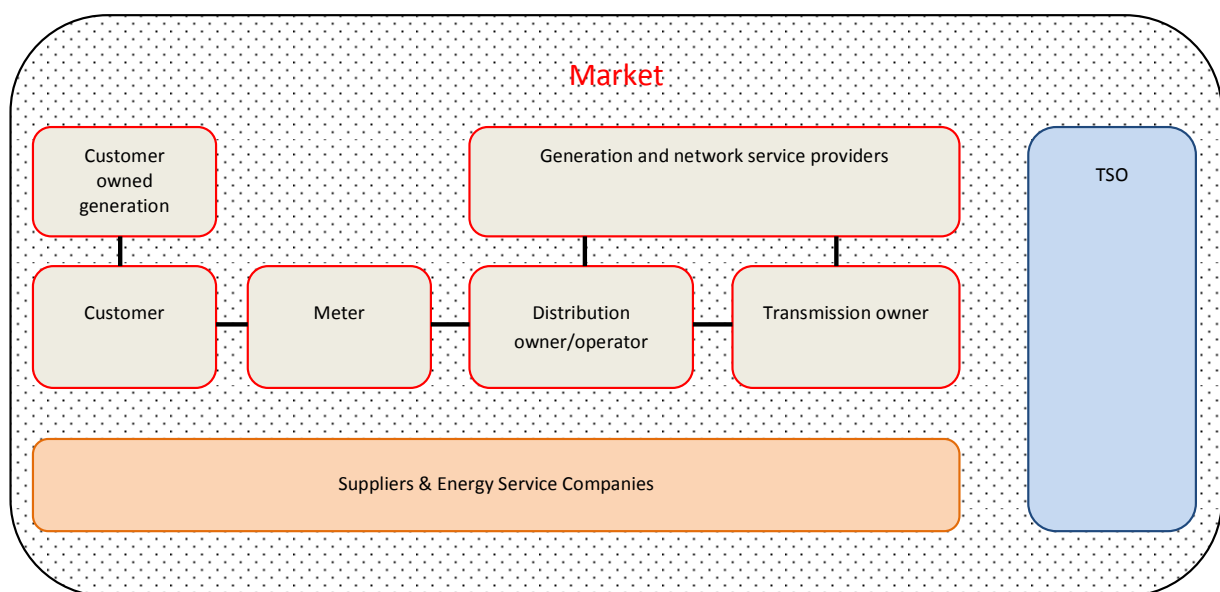 Market
Customer
owned
generation
Generation and network service providers
TSO
Customer
Meter
Distribution
owner/operator
Transmission owner
Suppliers & Energy Service Companies